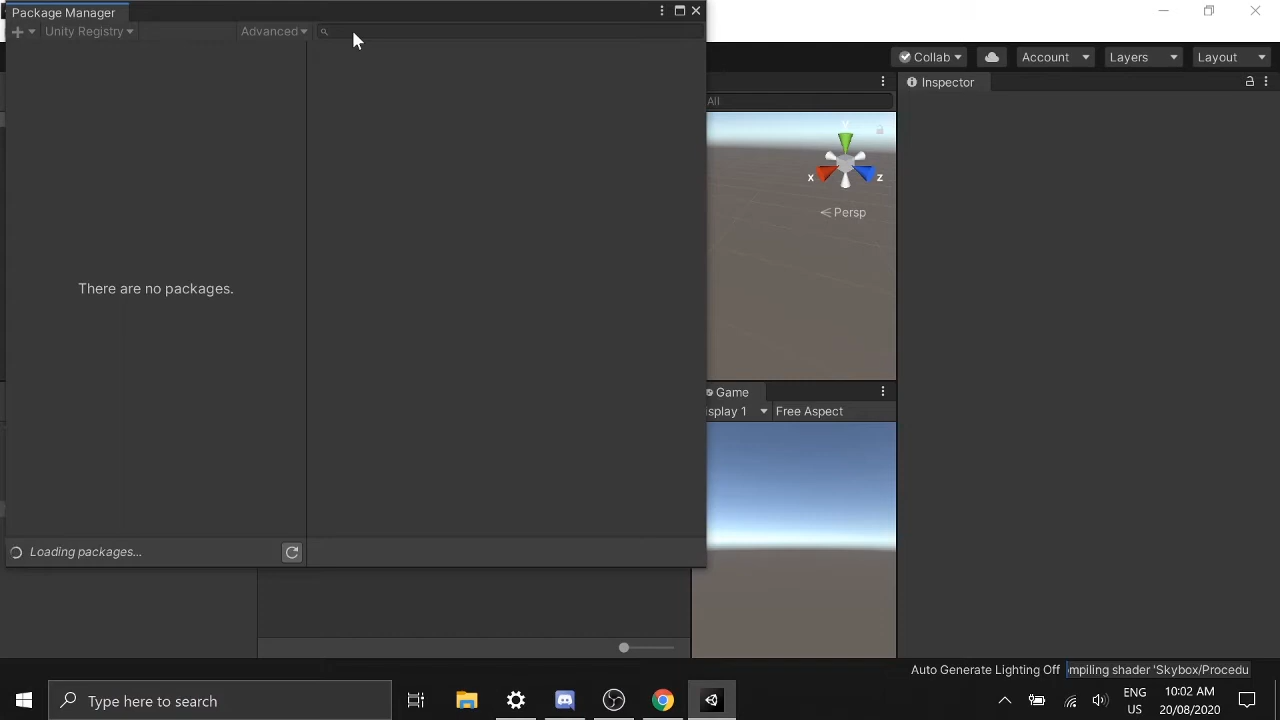 Package Manager
Unity Registry
Advanced
There are no packages.
Loading packages...
Collab
Account
Layers
Layout
Inspector
All
y
x
z
Persp
Game
splay 1
Free Aspect
Auto Generate Lighting Off
mpiling shader 'Skybox/Procedu
Type here to search
ENG
US
10:02 AM
20/08/2020